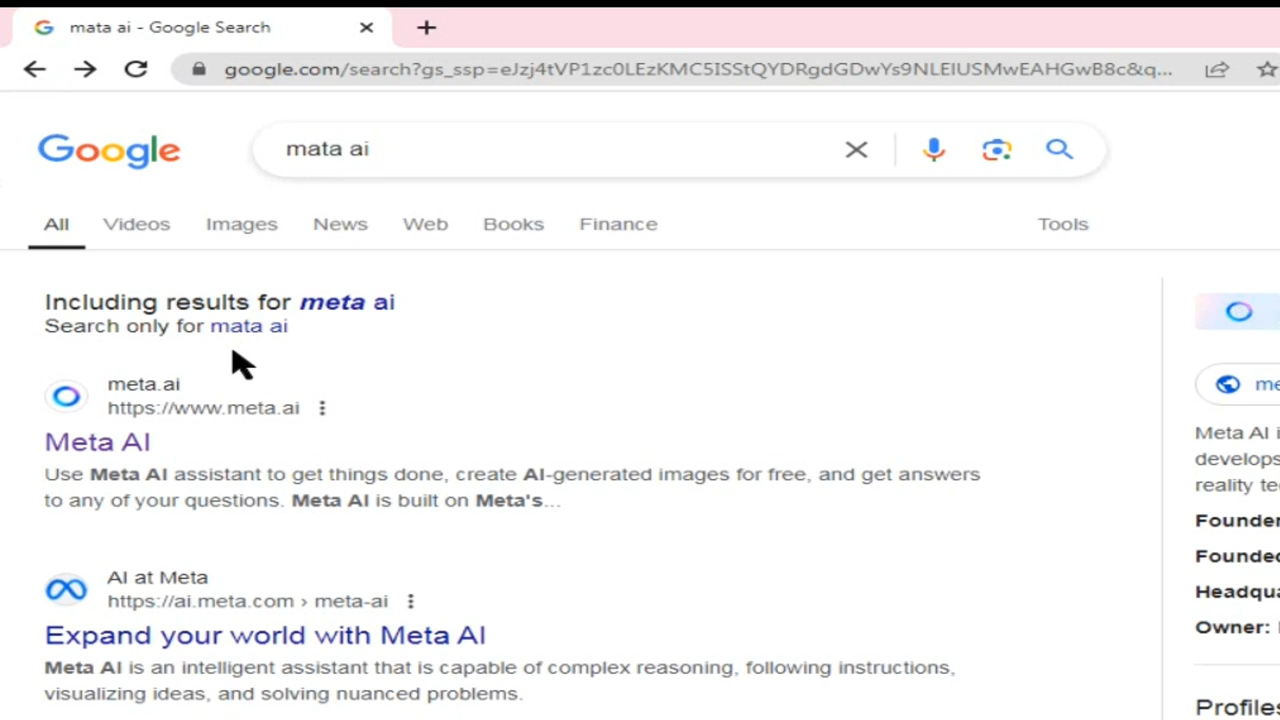 mata ai - Google Search
google.com/search?gs_ssp=eJzj4tVP1zc0LEzKMC5ISStQYDRgdGDwYs9NLEIUSMwEAHGwB8c&q...
Google
mata ai
All Videos Images News Web Books Finance Tools
Including results for meta ai
Search only for mata ai
meta.ai
https://www.meta.ai
Meta AI
Use Meta AI assistant to get things done, create AI-generated images for free, and get answers
to any of your questions. Meta AI is built on Meta's...
AI at Meta
https://ai.meta.com › meta-ai
Expand your world with Meta AI
Meta AI is an intelligent assistant that is capable of complex reasoning, following instructions,
visualizing ideas, and solving nuanced problems.
me
Meta AI i
develops
reality te
Founder
Founded
Headqua
Owner:
Profiles